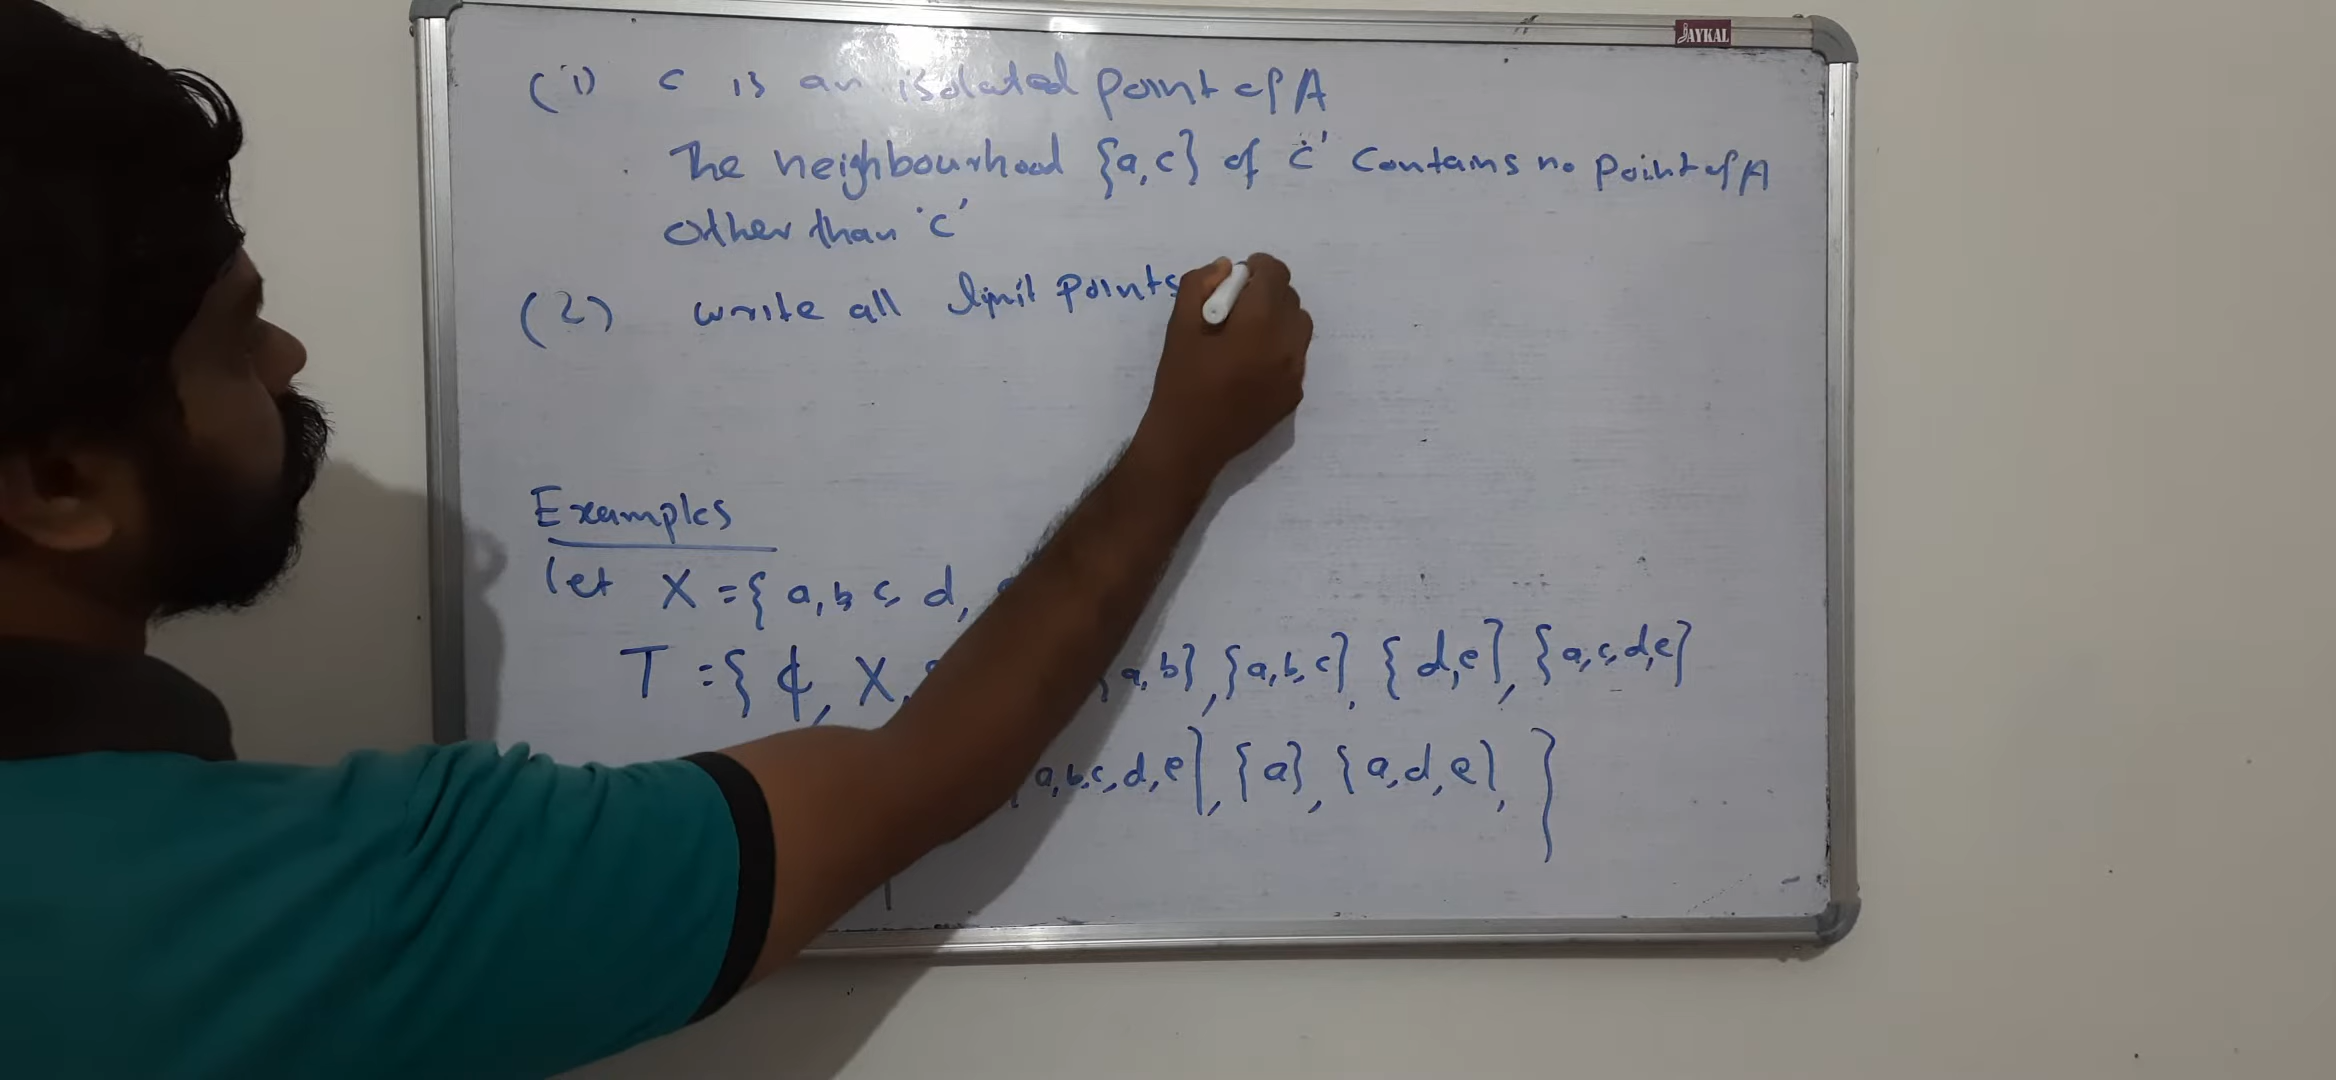 JAYKAL
(1) c is an isolated point of A
The neighbourhood {a,c} of 'c' contains no point of A
other than 'c'
(2) write all limit points
Examples
let X = { a, b, c, d,
T = { ϕ, X, a, b}, {a, b, c}, {d,e}, {a,c,d,e}
a,b,c,d,e}, {a}, {a,d,e}, }